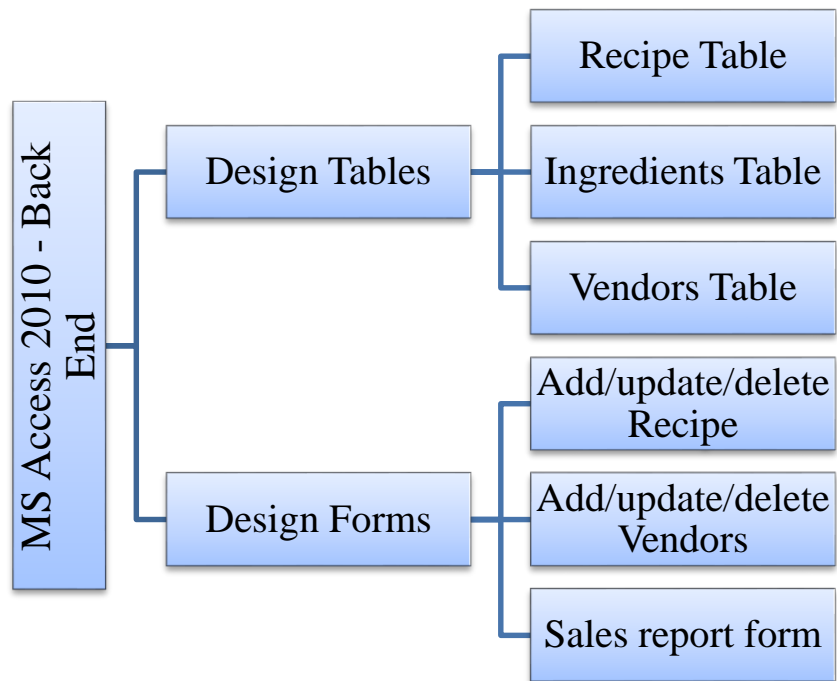 MS Access 2010 - Back
End
Design Tables
Recipe Table
Ingredients Table
Vendors Table
Design Forms
Add/update/delete
Recipe
Add/update/delete
Vendors
Sales report form